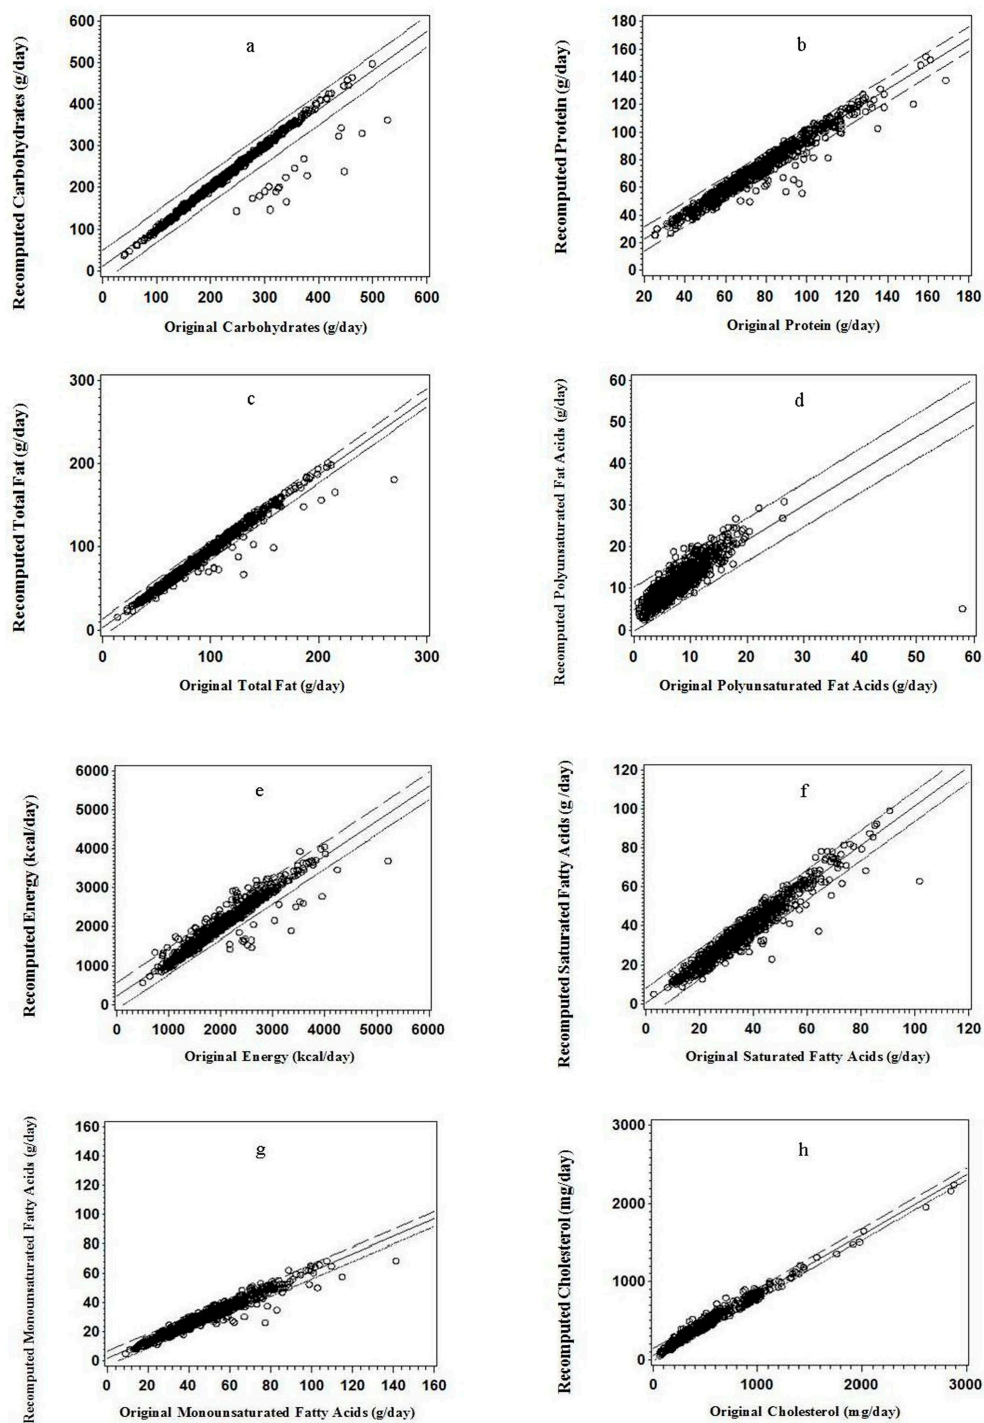 600
500
400
300
200
100
0
a
0 100 200 300 400 500 600
Recomputed Carbohydrates (g/day)
Original Carbohydrates (g/day)
180
160
140
120
100
80
60
40
20
0
b
20 40 60 80 100 120 140 160 180
Recomputed Protein (g/day)
Original Protein (g/day)
300
200
100
0
c
0 100 200 300
Recomputed Total Fat (g/day)
Original Total Fat (g/day)
60
50
40
30
20
10
0
d
0 10 20 30 40 50 60
Recomputed Polyunsaturated Fat Acids (g/day)
Original Polyunsaturated Fat Acids (g/day)
6000
5000
4000
3000
2000
1000
0
e
0 1000 2000 3000 4000 5000 6000
Recomputed Energy (kcal/day)
Original Energy (kcal/day)
120
100
80
60
40
20
0
f
0 20 40 60 80 100 120
Recomputed Saturated Fatty Acids (g /day)
Original Saturated Fatty Acids (g/day)
160
140
120
100
80
60
40
20
0
g
0 20 40 60 80 100 120 140 160
Recomputed Monounsaturated Fatty Acids (g/day)
Original Monounsaturated Fatty Acids (g/day)
3000
2000
1000
0
h
0 1000 2000 3000
Recomputed Cholesterol (mg/day)
Original Cholesterol (mg/day)